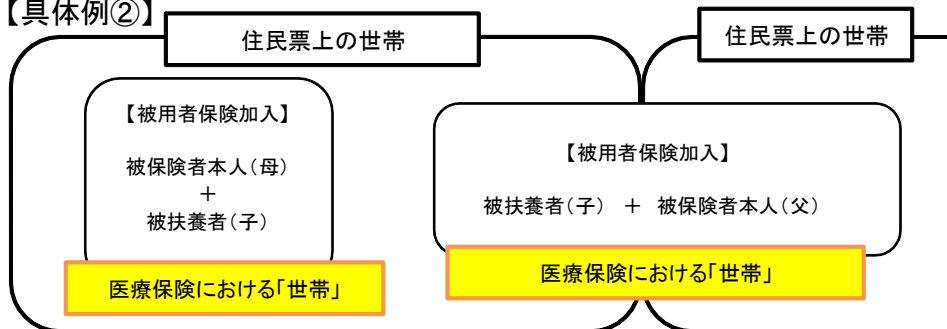 【具体例②】
住民票上の世帯
住民票上の世帯
【被用者保険加入】
被保険者本人（母）
＋
被扶養者（子）
医療保険における「世帯」
【被用者保険加入】
被扶養者（子）　＋　被保険者本人（父）
医療保険における「世帯」